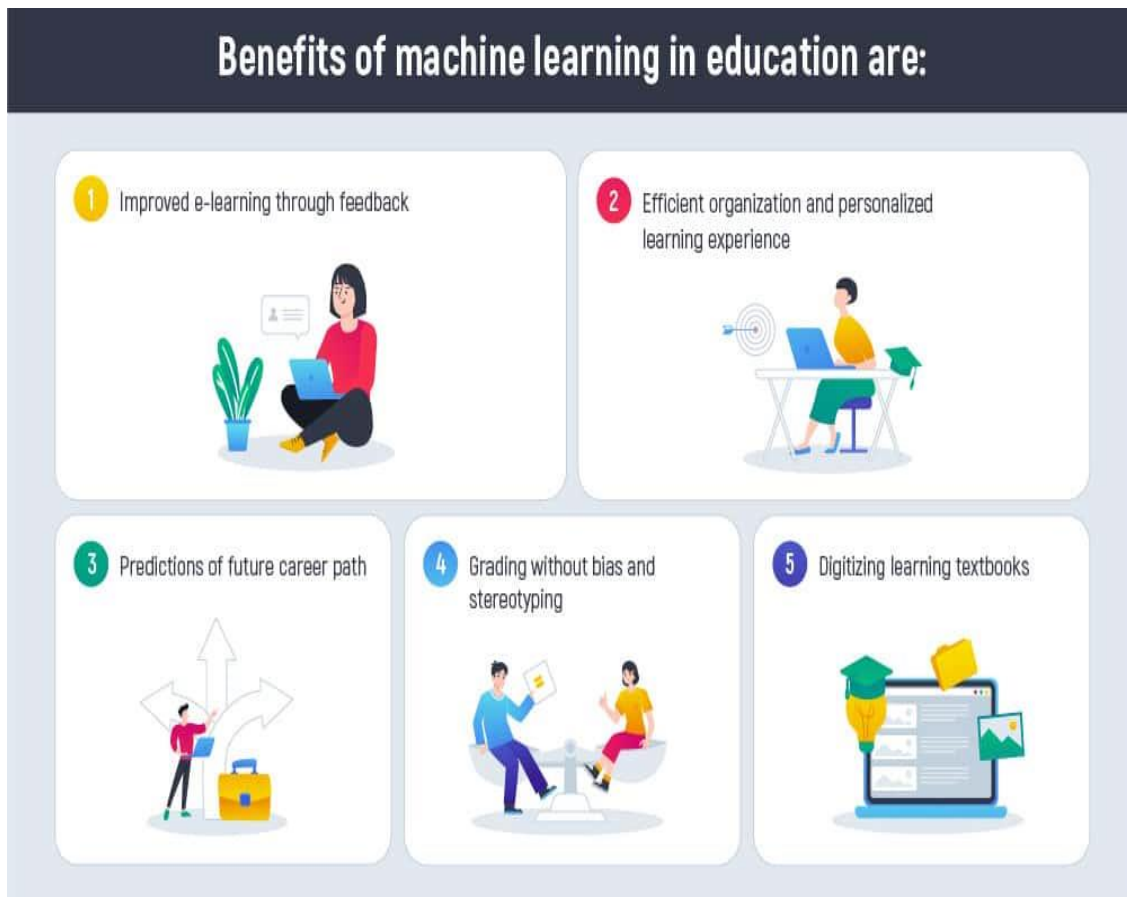 Benefits of machine learning in education are:
1 Improved e-learning through feedback
2 Efficient organization and personalized
learning experience
3 Predictions of future career path
4 Grading without bias and
stereotyping
5 Digitizing learning textbooks